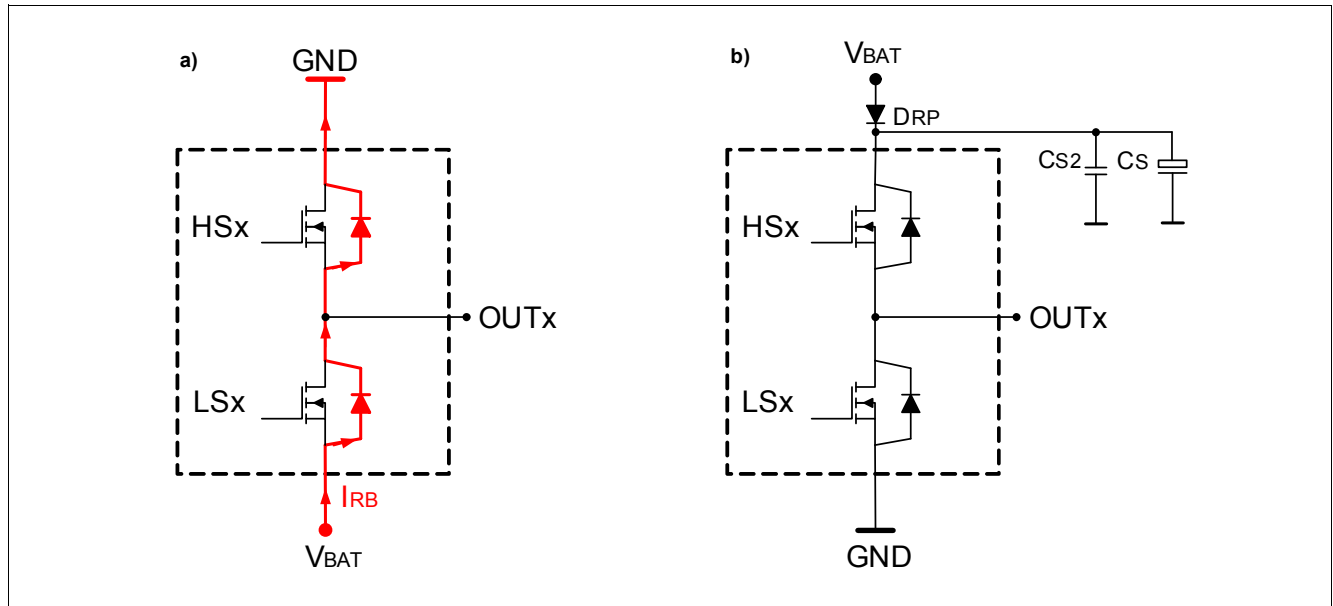 a)
GND
HSx
OUTx
LSx
IRB
VBAT
b)
VBAT
DRP
CS2
CS
HSx
OUTx
LSx
GND